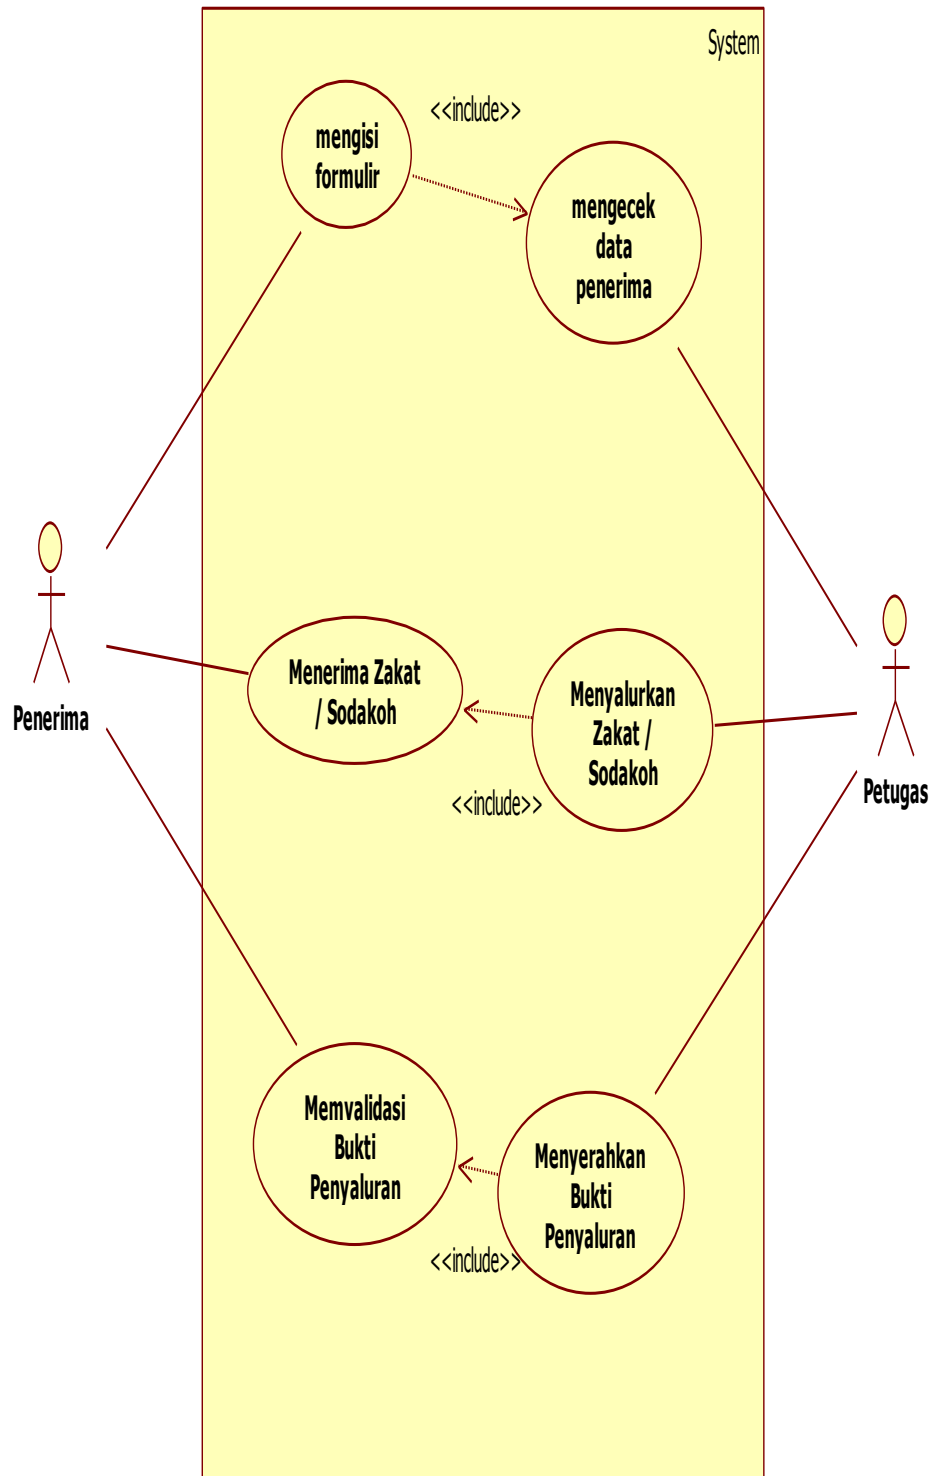 System
<<include>>
mengisi
formulir
mengecek
data
penerima
Penerima
Menerima Zakat
/ Sodakoh
Menyalurkan
Zakat /
Sodakoh
<<include>>
Petugas
Memvalidasi
Bukti
Penyaluran
Menyerahkan
Bukti
Penyaluran
<<include>>